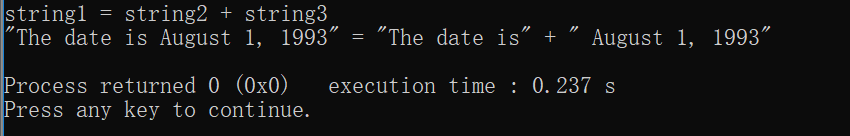 string1 = string2 + string3
"The date is August 1, 1993" = "The date is" + " August 1, 1993"
Process returned 0 (0x0)   execution time : 0.237 s
Press any key to continue.